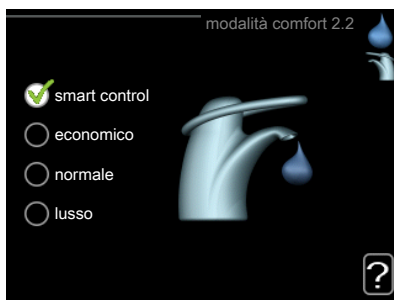 modalità comfort 2.2
smart control
economico
normale
lusso
?